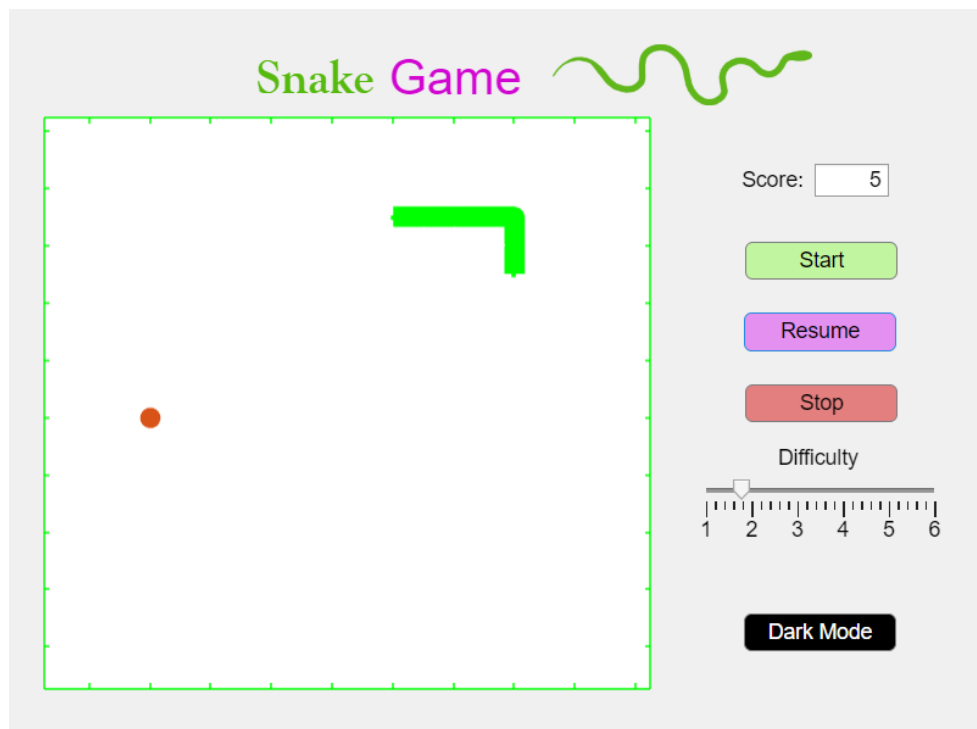 Snake Game
Score: 5
Start
Resume
Stop
Difficulty
1 2 3 4 5 6
Dark Mode